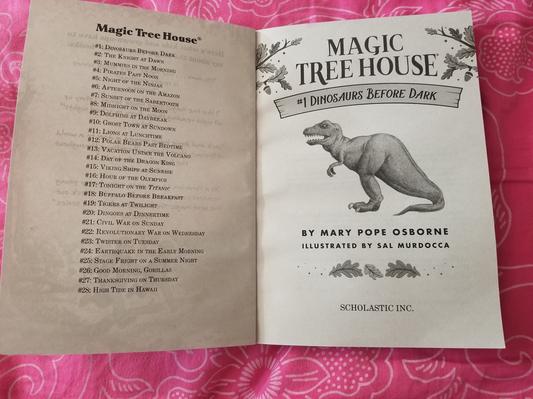 Magic Tree House®
#1: Dinosaurs Before Dark
#2: The Knight at Dawn
#3: Mummies in the Morning
#4: Pirates Past Noon
#5: Night of the Ninjas
#6: Afternoon on the Amazon
#7: Sunset of the Sabertooth
#8: Midnight on the Moon
#9: Dolphins at Daybreak
#10: Ghost Town at Sundown
#11: Lions at Lunchtime
#12: Polar Bears Past Bedtime
#13: Vacation Under the Volcano
#14: Day of the Dragon King
#15: Viking Ships at Sunrise
#16: Hour of the Olympics
#17: Tonight on the Titanic
#18: Buffalo Before Breakfast
#19: Tigers at Twilight
#20: Dingoes at Dinnertime
#21: Civil War on Sunday
#22: Revolutionary War on Wednesday
#23: Twister on Tuesday
#24: Earthquake in the Early Morning
#25: Stage Fright on a Summer Night
#26: Good Morning, Gorillas
#27: Thanksgiving on Thursday
#28: High Tide in Hawaii
MAGIC
TREE HOUSE®
#1 DINOSAURS BEFORE DARK
BY MARY POPE OSBORNE
ILLUSTRATED BY SAL MURDOCCA
SCHOLASTIC INC.